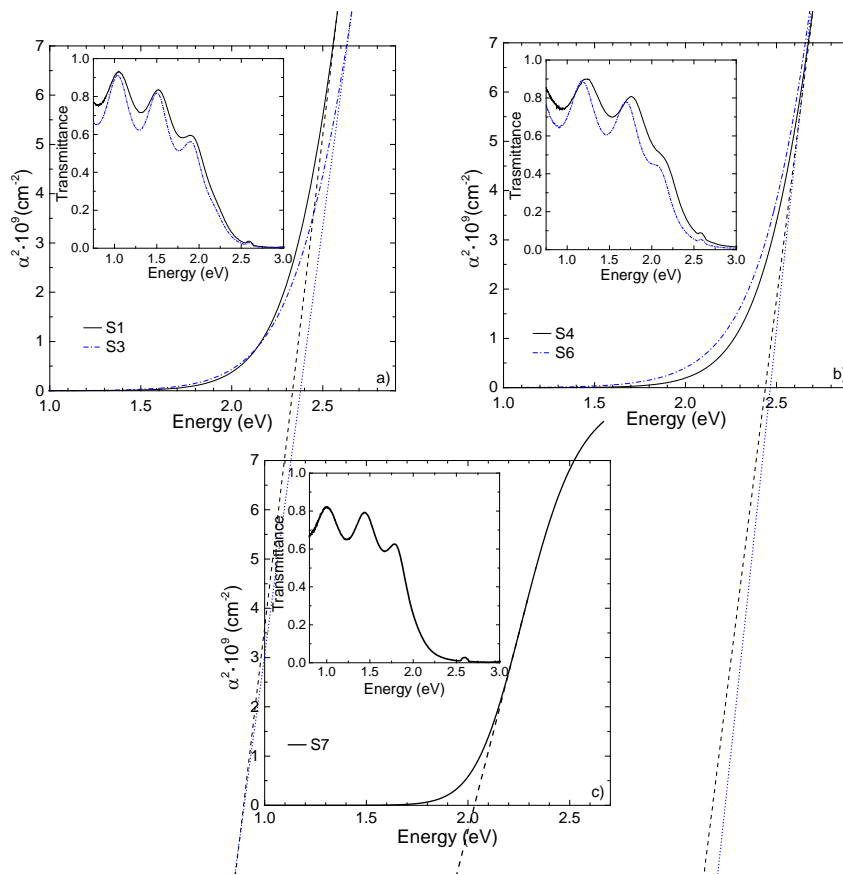 7
6
5
4
3
2
1
0
α²·10⁹(cm⁻²)
1.0 1.5 2.0 2.5
Energy (eV)
S1
S3
a)
1.0
0.8
0.6
0.4
0.2
0.0
Transmittance
1.0 1.5 2.0 2.5 3.0
Energy (eV)
7
6
5
4
3
2
1
0
α²·10⁹(cm⁻²)
1.0 1.5 2.0 2.5
Energy (eV)
S4
S6
b)
1.0
0.8
0.6
0.4
0.2
0.0
Trasmittance
1.0 1.5 2.0 2.5 3.0
Energy (eV)
7
6
5
4
3
2
1
0
α²·10⁹ (cm⁻²)
1.0 1.5 2.0 2.5
Energy (eV)
S7
c)
1.0
0.8
0.6
0.4
0.2
0.0
Transmittance
1.0 1.5 2.0 2.5 3.0
Energy (eV)